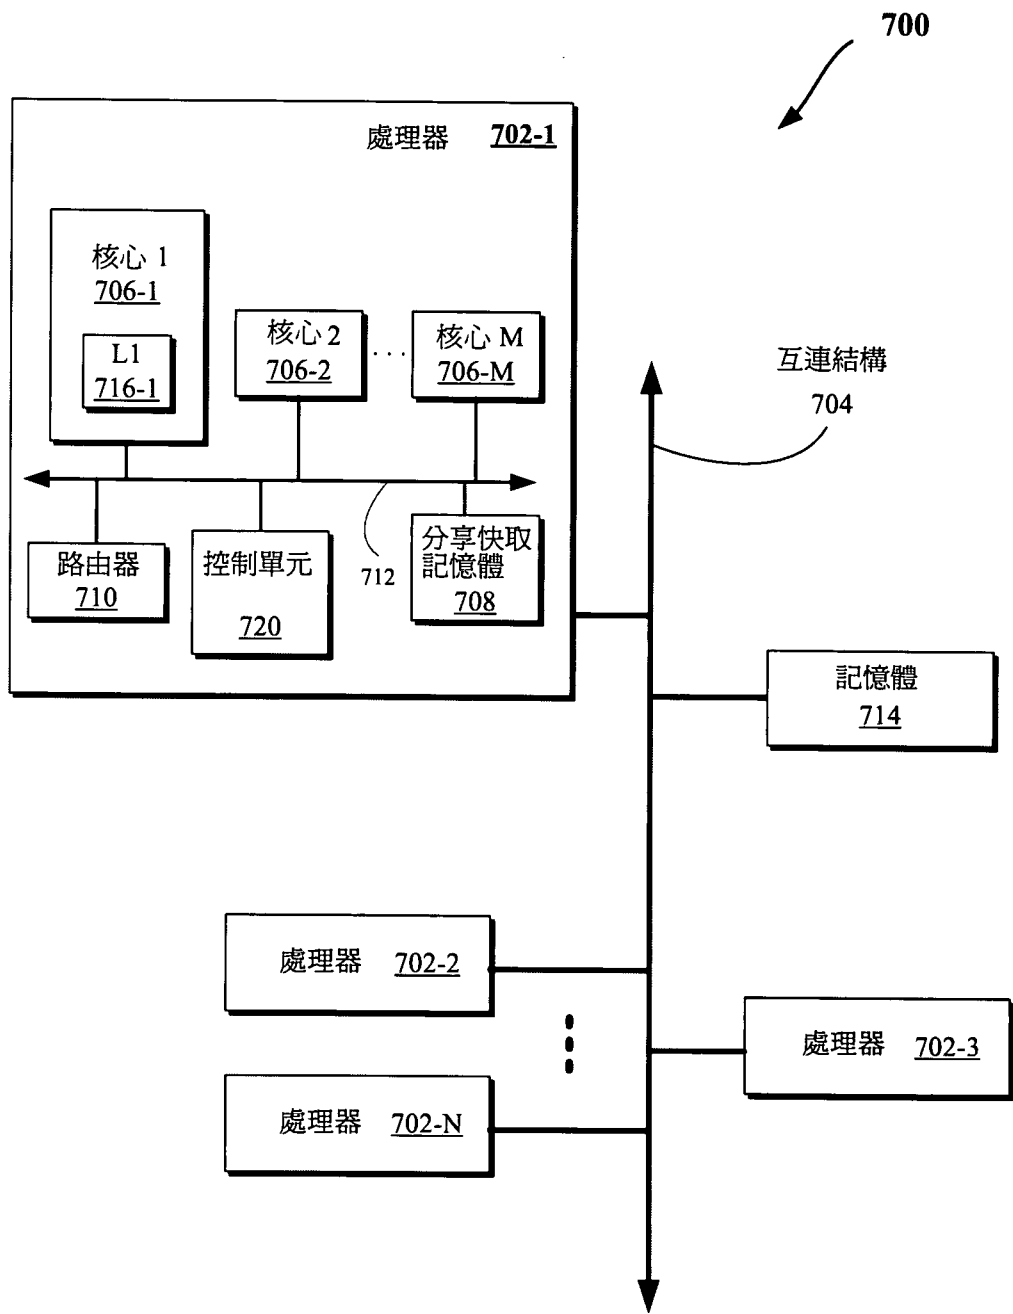 700
處理器 702-1
核心 1
706-1
L1
716-1
核心 2
706-2
核心 M
706-M
路由器
710
控制單元
720
712
分享快取
記憶體
708
互連結構
704
記憶體
714
處理器 702-2
處理器 702-3
處理器 702-N